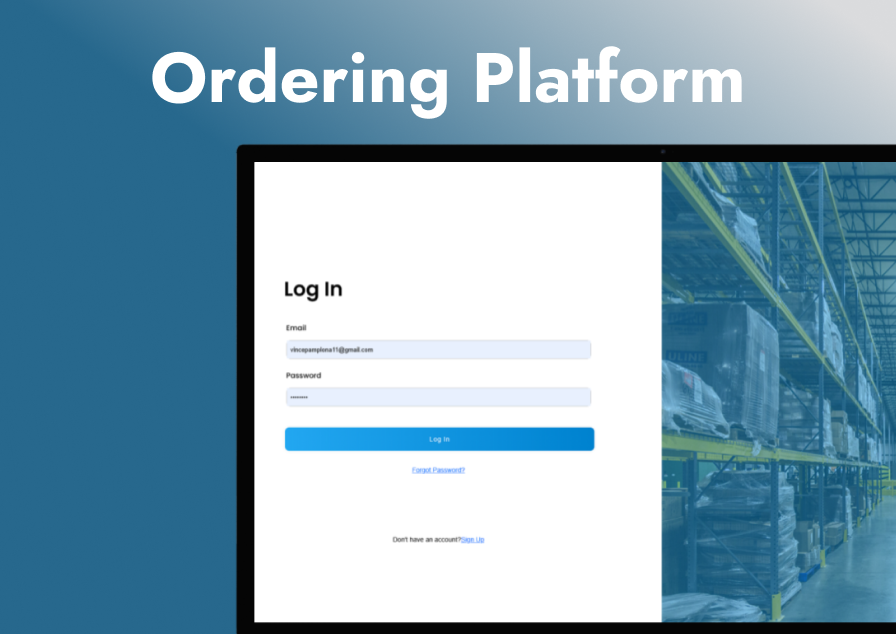 Ordering Platform
Log In
Email
vincepamplona11@gmail.com
Password
Log In
Forgot Password?
Don't have an account?Sign Up
ULINE